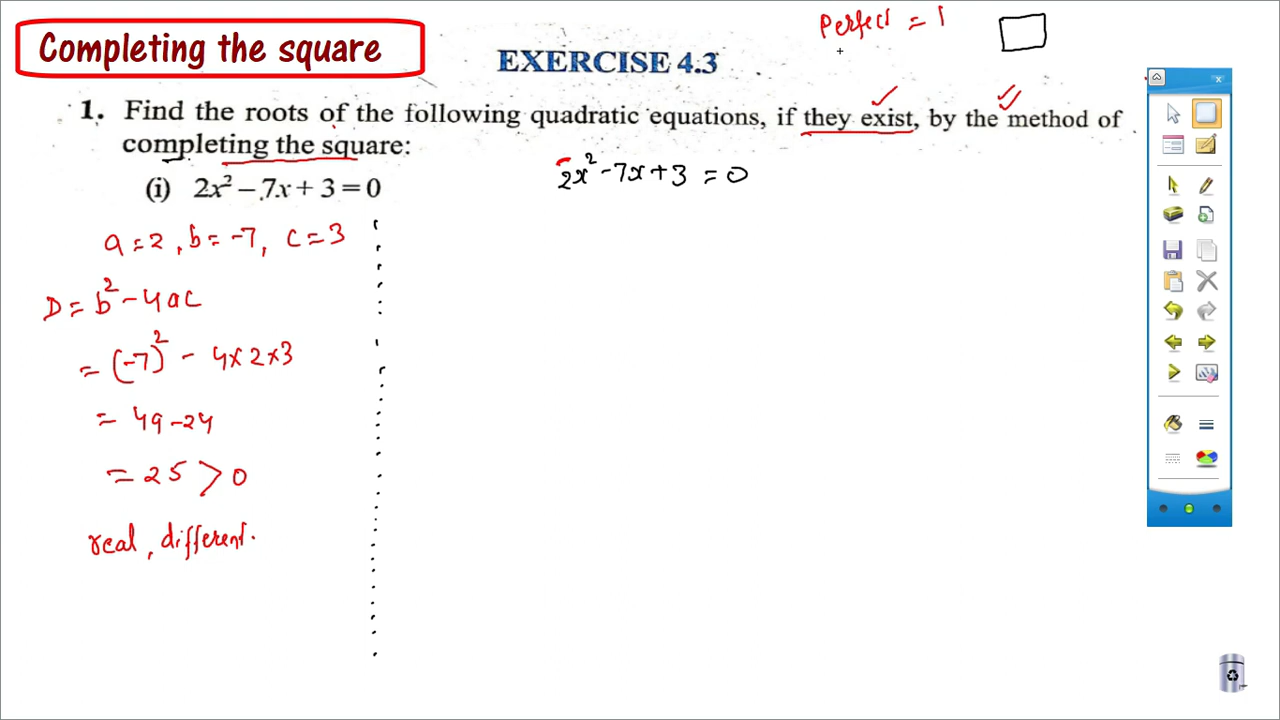 Completing the square
Perfect = 1
EXERCISE 4.3
1. Find the roots of the following quadratic equations, if they exist, by the method of
completing the square:
(i) 2x² − 7x + 3 = 0
2x² - 7x + 3 = 0
a = 2, b = -7, c = 3
D = b² - 4ac
= (-7)² - 4×2×3
= 49 - 24
= 25 > 0
real, different.